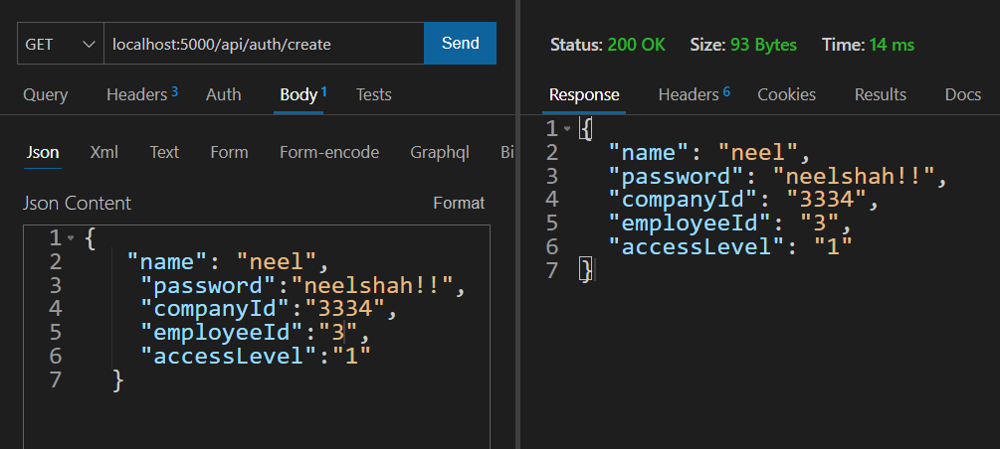 GET localhost:5000/api/auth/create Send
Query Headers 3 Auth Body 1 Tests
Json Xml Text Form Form-encode Graphql Bi
Json Content Format
1 {
2 "name": "neel",
3 "password":"neelshah!!",
4 "companyId":"3334",
5 "employeeId":"3",
6 "accessLevel":"1"
7 }
Status: 200 OK Size: 93 Bytes Time: 14 ms
Response Headers 6 Cookies Results Docs
1 {
2 "name": "neel",
3 "password": "neelshah!!",
4 "companyId": "3334",
5 "employeeId": "3",
6 "accessLevel": "1"
7 }